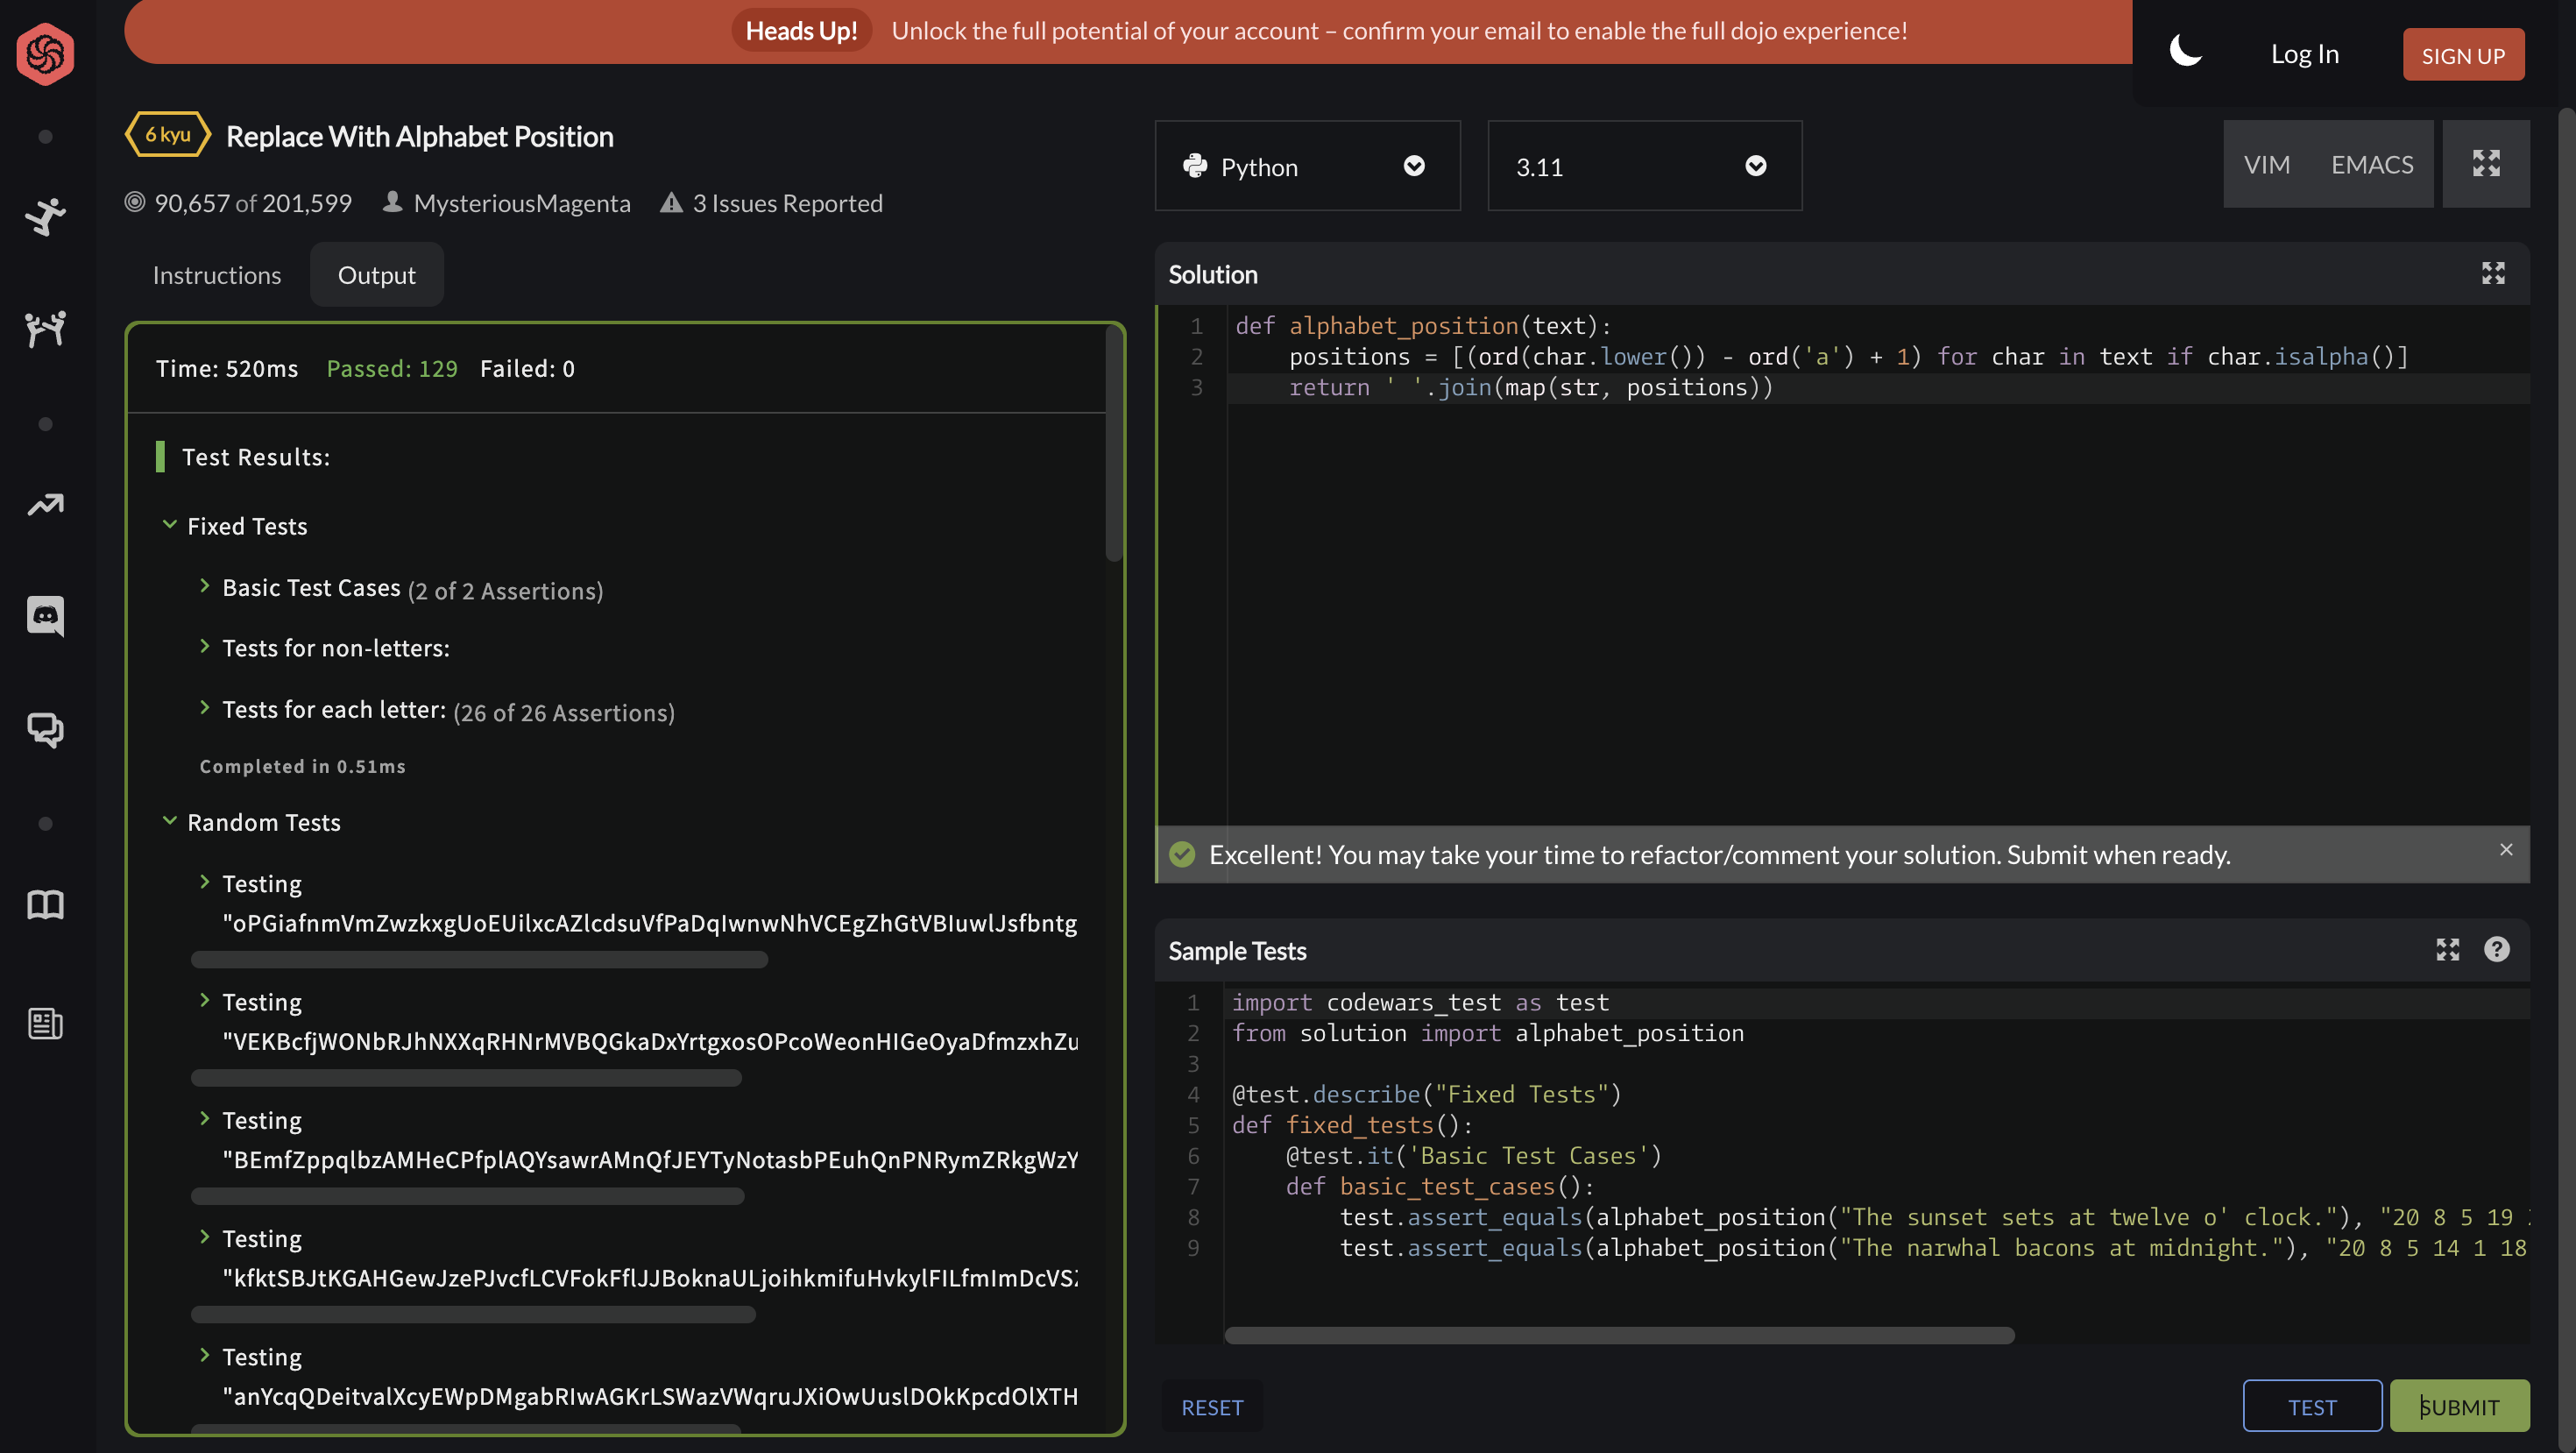 Heads Up! Unlock the full potential of your account – confirm your email to enable the full dojo experience!
Log In
SIGN UP
6 kyu Replace With Alphabet Position
90,657 of 201,599 MysteriousMagenta 3 Issues Reported
Instructions
Output
Time: 520ms Passed: 129 Failed: 0
Test Results:
Fixed Tests
Basic Test Cases (2 of 2 Assertions)
Tests for non-letters:
Tests for each letter: (26 of 26 Assertions)
Completed in 0.51ms
Random Tests
Testing
Testing
Testing
Testing
Testing
Python
3.11
VIM
EMACS
Solution
1 def alphabet_position(text):
2     positions = [(ord(char.lower()) - ord('a') + 1) for char in text if char.isalpha()]
3     return ' '.join(map(str, positions))
Excellent! You may take your time to refactor/comment your solution. Submit when ready.
Sample Tests
1 import codewars_test as test
2 from solution import alphabet_position
3
4 @test.describe("Fixed Tests")
5 def fixed_tests():
6     @test.it('Basic Test Cases')
7     def basic_test_cases():
8         test.assert_equals(alphabet_position("The sunset sets at twelve o' clock."), "20 8 5 19
9         test.assert_equals(alphabet_position("The narwhal bacons at midnight."), "20 8 5 14 1 18
RESET
TEST
SUBMIT